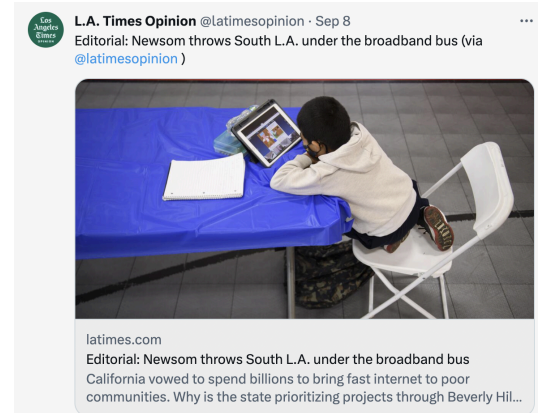 Los
Angeles
Times
OPINION
L.A. Times Opinion @latimesopinion · Sep 8
Editorial: Newsom throws South L.A. under the broadband bus (via
@latimesopinion )
latimes.com
Editorial: Newsom throws South L.A. under the broadband bus
California vowed to spend billions to bring fast internet to poor
communities. Why is the state prioritizing projects through Beverly Hil...